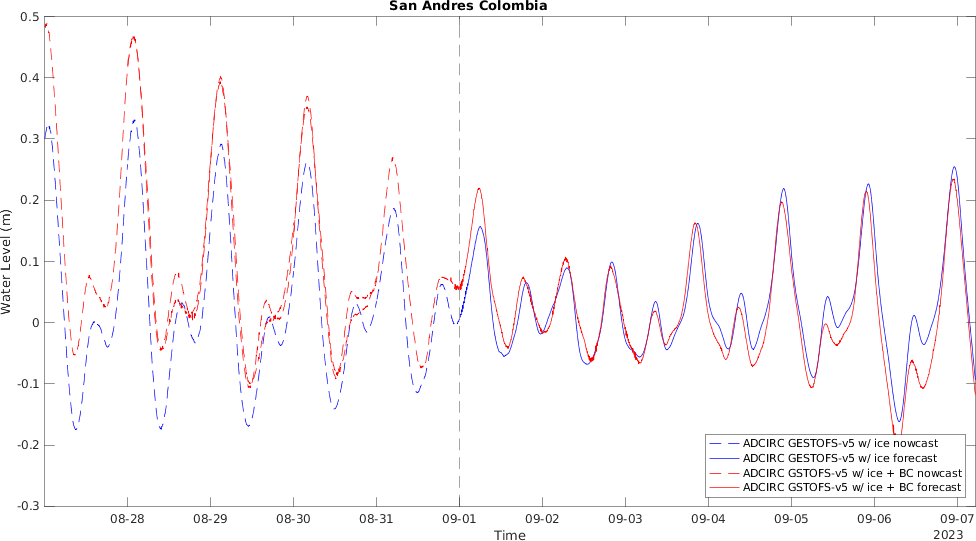 San Andres Colombia
Water Level (m)
0.5
0.4
0.3
0.2
0.1
0
-0.1
-0.2
-0.3
ADCIRC GESTOFS-v5 w/ ice nowcast
ADCIRC GESTOFS-v5 w/ ice forecast
ADCIRC GSTOFS-v5 w/ ice + BC nowcast
ADCIRC GSTOFS-v5 w/ ice + BC forecast
08-28 08-29 08-30 08-31 09-01 09-02 09-03 09-04 09-05 09-06 09-07
Time 2023